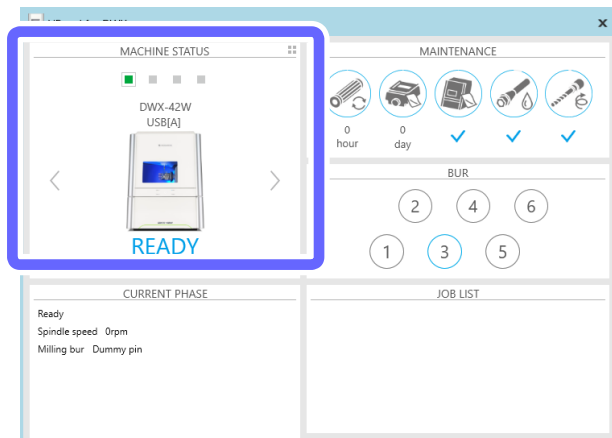 MACHINE STATUS
DWX-42W
USB[A]
READY
MAINTENANCE
0
hour
0
day
BUR
2
4
6
1
3
5
CURRENT PHASE
Ready
Spindle speed 0rpm
Milling bur Dummy pin
JOB LIST